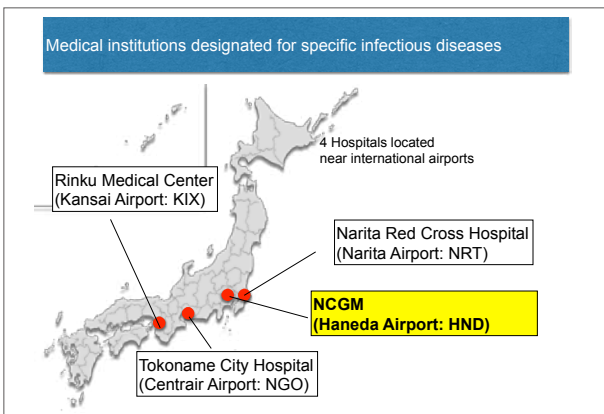 Medical institutions designated for specific infectious diseases
4 Hospitals located
near international airports
Rinku Medical Center
(Kansai Airport: KIX)
Narita Red Cross Hospital
(Narita Airport: NRT)
NCGM
(Haneda Airport: HND)
Tokoname City Hospital
(Centrair Airport: NGO)